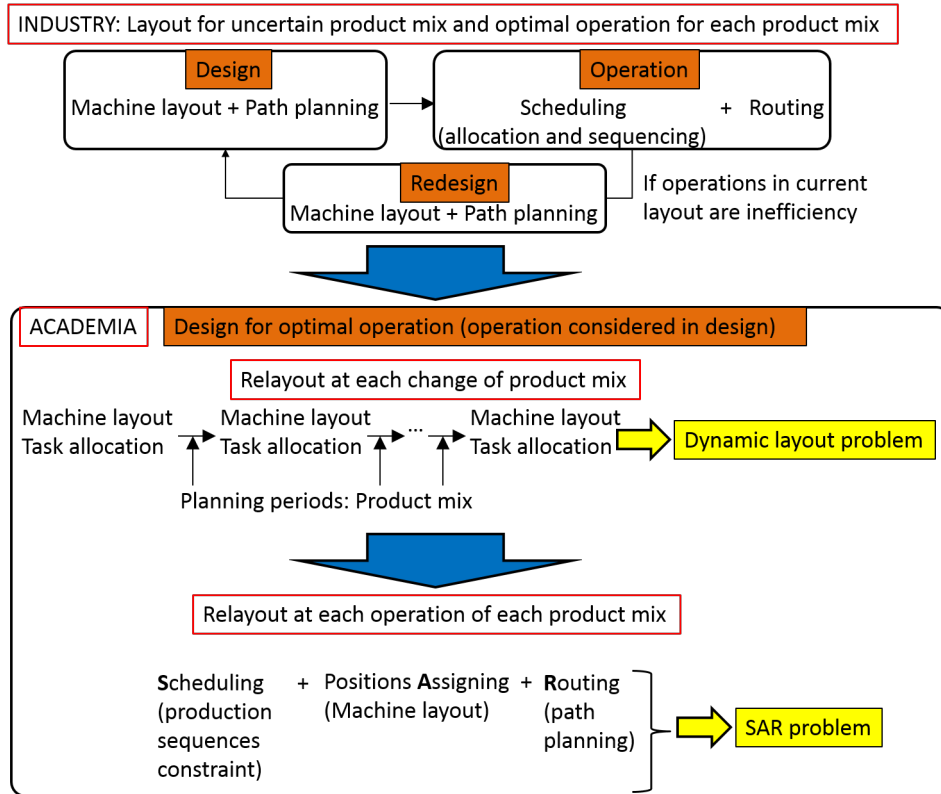 INDUSTRY: Layout for uncertain product mix and optimal operation for each product mix
Design
Machine layout + Path planning
Operation
Scheduling + Routing
(allocation and sequencing)
Redesign
Machine layout + Path planning
If operations in current
layout are inefficiency
ACADEMIA
Design for optimal operation (operation considered in design)
Relayout at each change of product mix
Machine layout
Task allocation
Machine layout
Task allocation
...
Machine layout
Task allocation
Dynamic layout problem
Planning periods: Product mix
Relayout at each operation of each product mix
Scheduling
(production
sequences
constraint)
+
Positions Assigning
(Machine layout)
+
Routing
(path
planning)
SAR problem